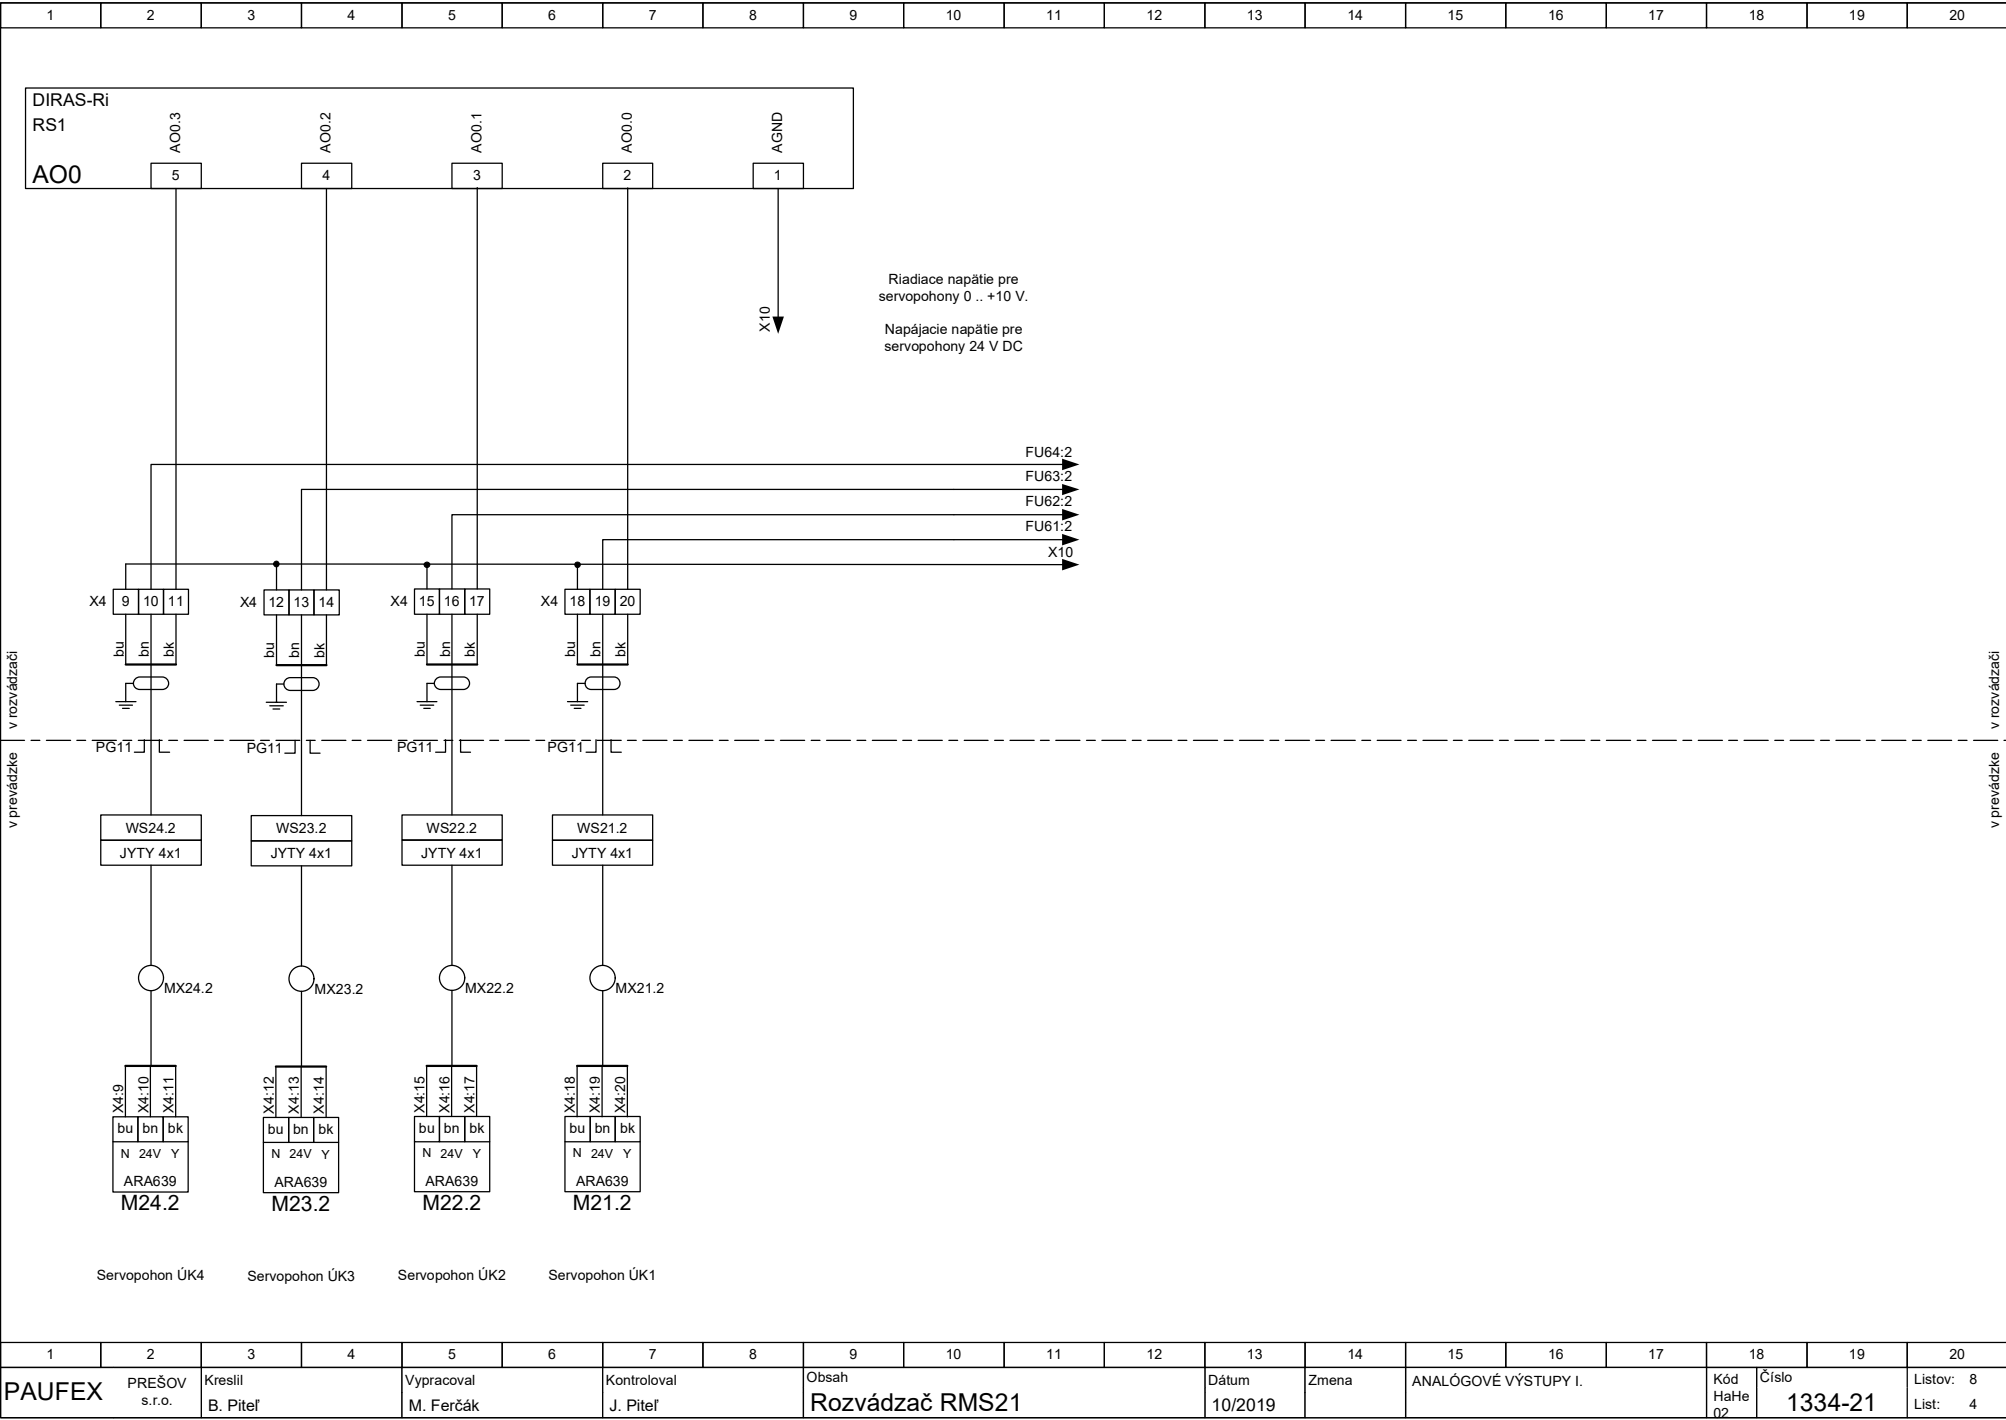 1 2 3 4 5 6 7 8 9 10 11 12 13 14 15 16 17 18 19 20
DIRAS-Ri
RS1
AO0
AO0.3 AO0.2 AO0.1 AO0.0 AGND
5 4 3 2 1
X10
Riadiace napätie pre
servopohony 0 .. +10 V.
Napájacie napätie pre
servopohony 24 V DC
FU64:2
FU63:2
FU62:2
FU61:2
X10
X4 9 10 11 X4 12 13 14 X4 15 16 17 X4 18 19 20
bu bn bk bu bn bk bu bn bk bu bn bk
v rozvádzači v rozvádzači
PG11 PG11 PG11 PG11
v prevádzke v prevádzke
WS24.2 WS23.2 WS22.2 WS21.2
JYTY 4x1 JYTY 4x1 JYTY 4x1 JYTY 4x1
MX24.2 MX23.2 MX22.2 MX21.2
X4:9 X4:10 X4:11 X4:12 X4:13 X4:14 X4:15 X4:16 X4:17 X4:18 X4:19 X4:20
bu bn bk bu bn bk bu bn bk bu bn bk
N 24V Y N 24V Y N 24V Y N 24V Y
ARA639 ARA639 ARA639 ARA639
M24.2 M23.2 M22.2 M21.2
Servopohon ÚK4 Servopohon ÚK3 Servopohon ÚK2 Servopohon ÚK1
1 2 3 4 5 6 7 8 9 10 11 12 13 14 15 16 17 18 19 20
PAUFEX
PREŠOV
s.r.o.
Kreslil
B. Piteľ
Vypracoval
M. Ferčák
Kontroloval
J. Piteľ
Obsah
Rozvádzač RMS21
Dátum
10/2019
Zmena
ANALÓGOVÉ VÝSTUPY I.
Kód
HaHe
02
Číslo
1334-21
Listov: 8
List: 4